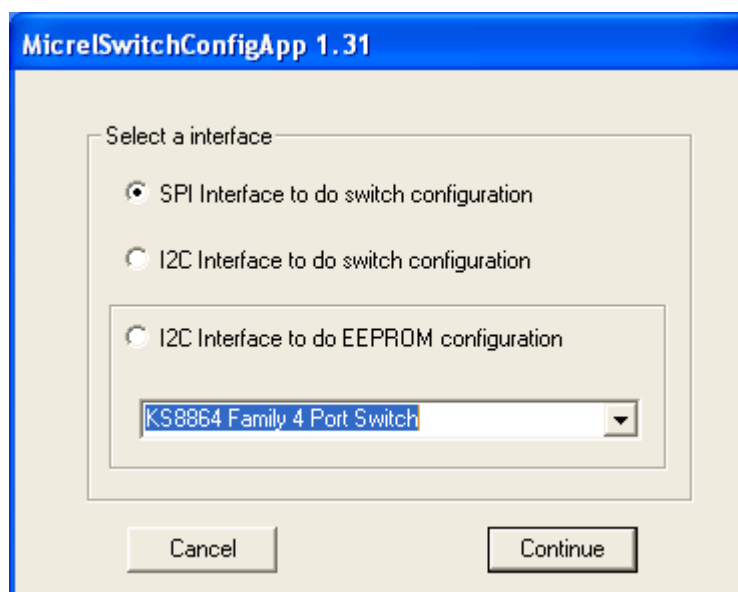 MicrelSwitchConfigApp 1.31
Select a interface
SPI Interface to do switch configuration
I2C Interface to do switch configuration
I2C Interface to do EEPROM configuration
KS8864 Family 4 Port Switch
Cancel
Continue